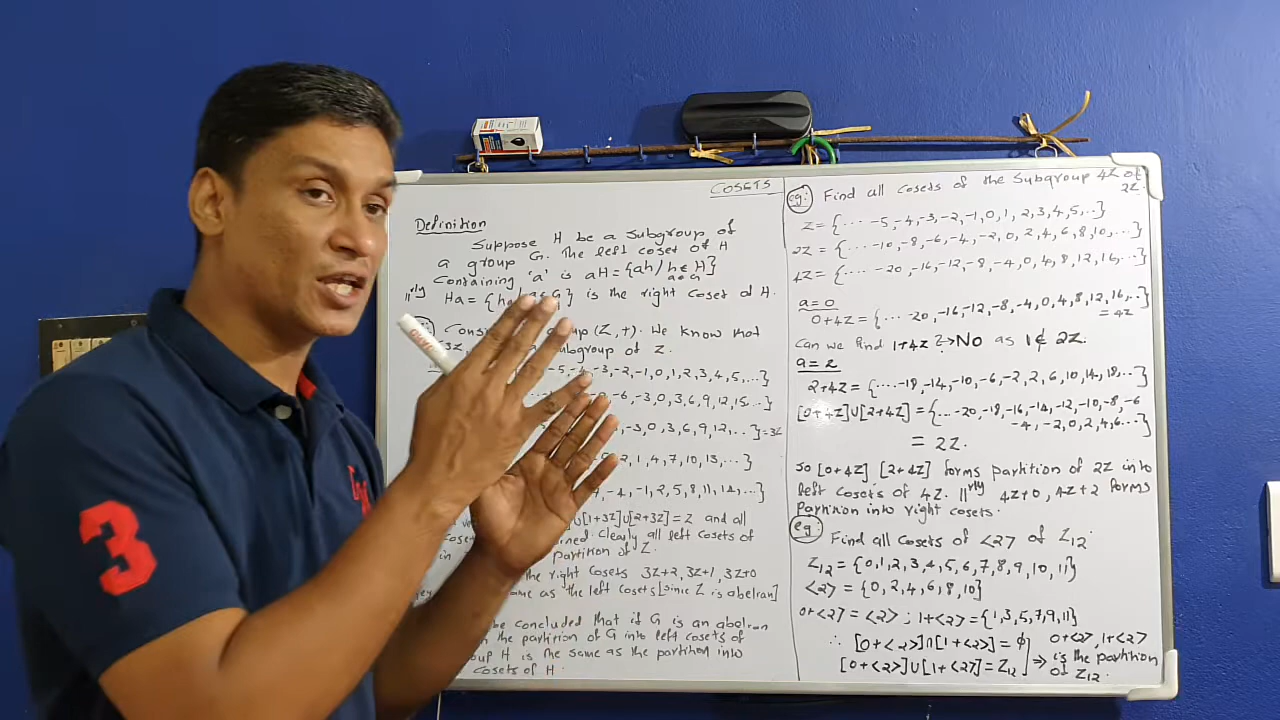 COSETS
Definition
Suppose H be a subgroup of
a group G. The left coset of H
Containing 'a' is aH = {ah / h ∈ H}
a ∈ G
||rly Ha = {ha is the right coset of H.
(Z, +). We know that
3Z, subgroup of Z.
-5, -4, -3, -2, -1, 0, 1, 2, 3, 4, 5, ...}
-6, -3, 0, 3, 6, 9, 12, 15...}
-3, 0, 3, 6, 9, 12, ...} = 3Z
1, 4, 7, 10, 13, ...}
-4, -1, 2, 5, 8, 11, 14, ...}
∪[1+3Z]∪[2+3Z] = Z and all
Clearly all left cosets of
in partition of Z.
the right cosets 3Z+2, 3Z+1, 3Z+0
same as the left cosets [since Z is abelian]
be concluded that if G is an abelian
the partition of G into left cosets of
H is the same as the partition into
cosets of H.
eg: Find all cosets of the subgroup 4Z of
2Z.
Z = {... -5, -4, -3, -2, -1, 0, 1, 2, 3, 4, 5, ...}
2Z = {... -10, -8, -6, -4, -2, 0, 2, 4, 6, 8, 10, ...}
4Z = {... -20, -16, -12, -8, -4, 0, 4, 8, 12, 16, ...}
a = 0
0+4Z = {... -20, -16, -12, -8, -4, 0, 4, 8, 12, 16, ...}
= 4Z
Can we find 1+4Z ? → No as 1 ∉ 2Z.
a = 2
2+4Z = {... -18, -14, -10, -6, -2, 2, 6, 10, 14, 18...}
[0+4Z]∪[2+4Z] = {... -20, -18, -16, -14, -12, -10, -8, -6
-4, -2, 0, 2, 4, 6...}
= 2Z.
So [0+4Z] [2+4Z] forms partition of 2Z into
left cosets of 4Z. ||rly 4Z+0, 4Z+2 forms
Partition into right cosets.
eg: Find all cosets of <2> of Z12.
Z12 = {0, 1, 2, 3, 4, 5, 6, 7, 8, 9, 10, 11}
<2> = {0, 2, 4, 6, 8, 10}
0+<2> = <2> ; 1+<2> = {1, 3, 5, 7, 9, 11}
∴ [0+<2>]∩[1+<2>] = φ
[0+<2>]∪[1+<2>] = Z12
⇒ 0+<2>, 1+<2>
is the partition
of Z12.
3